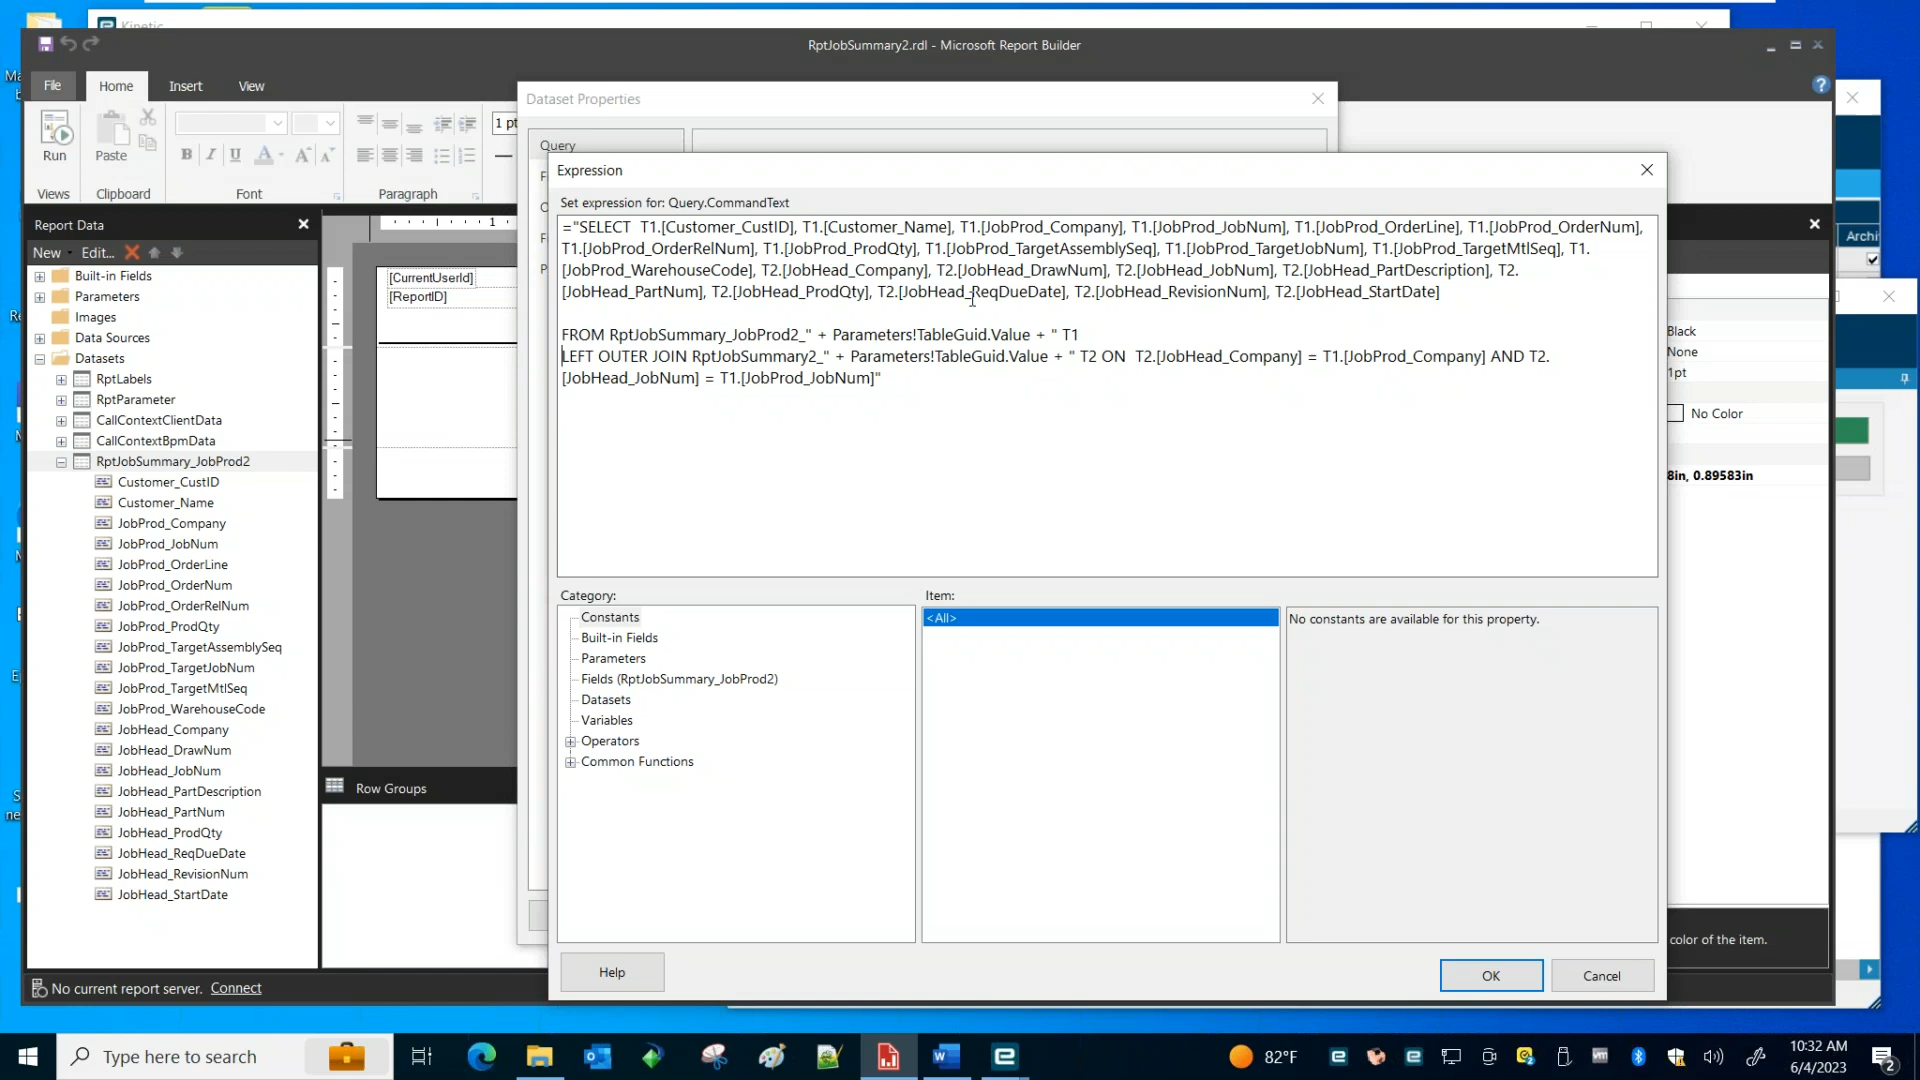 Kinetic
RptJobSummary2.rdl - Microsoft Report Builder
File
Home
Insert
View
Run
Paste
1 pt
B I U A A A
Views
Clipboard
Font
Paragraph
Dataset Properties
Query
Expression
Set expression for: Query.CommandText
="SELECT  T1.[Customer_CustID], T1.[Customer_Name], T1.[JobProd_Company], T1.[JobProd_JobNum], T1.[JobProd_OrderLine], T1.[JobProd_OrderNum],
T1.[JobProd_OrderRelNum], T1.[JobProd_ProdQty], T1.[JobProd_TargetAssemblySeq], T1.[JobProd_TargetJobNum], T1.[JobProd_TargetMtlSeq], T1.
[JobProd_WarehouseCode], T2.[JobHead_Company], T2.[JobHead_DrawNum], T2.[JobHead_JobNum], T2.[JobHead_PartDescription], T2.
[JobHead_PartNum], T2.[JobHead_ProdQty], T2.[JobHead_ReqDueDate], T2.[JobHead_RevisionNum], T2.[JobHead_StartDate]
FROM RptJobSummary_JobProd2_" + Parameters!TableGuid.Value + " T1
LEFT OUTER JOIN RptJobSummary2_" + Parameters!TableGuid.Value + " T2 ON  T2.[JobHead_Company] = T1.[JobProd_Company] AND T2.
[JobHead_JobNum] = T1.[JobProd_JobNum]"
Category:
Constants
Built-in Fields
Parameters
Fields (RptJobSummary_JobProd2)
Datasets
Variables
Operators
Common Functions
Item:
<All>
No constants are available for this property.
Help
OK
Cancel
Report Data
New
Edit...
Built-in Fields
Parameters
Images
Data Sources
Datasets
RptLabels
RptParameter
CallContextClientData
CallContextBpmData
RptJobSummary_JobProd2
Customer_CustID
Customer_Name
JobProd_Company
JobProd_JobNum
JobProd_OrderLine
JobProd_OrderNum
JobProd_OrderRelNum
JobProd_ProdQty
JobProd_TargetAssemblySeq
JobProd_TargetJobNum
JobProd_TargetMtlSeq
JobProd_WarehouseCode
JobHead_Company
JobHead_DrawNum
JobHead_JobNum
JobHead_PartDescription
JobHead_PartNum
JobHead_ProdQty
JobHead_ReqDueDate
JobHead_RevisionNum
JobHead_StartDate
1
[CurrentUserId]
[ReportID]
Row Groups
Archi
Black
None
1pt
No Color
8in, 0.89583in
color of the item.
No current report server. Connect
Type here to search
82°F
10:32 AM
6/4/2023
2